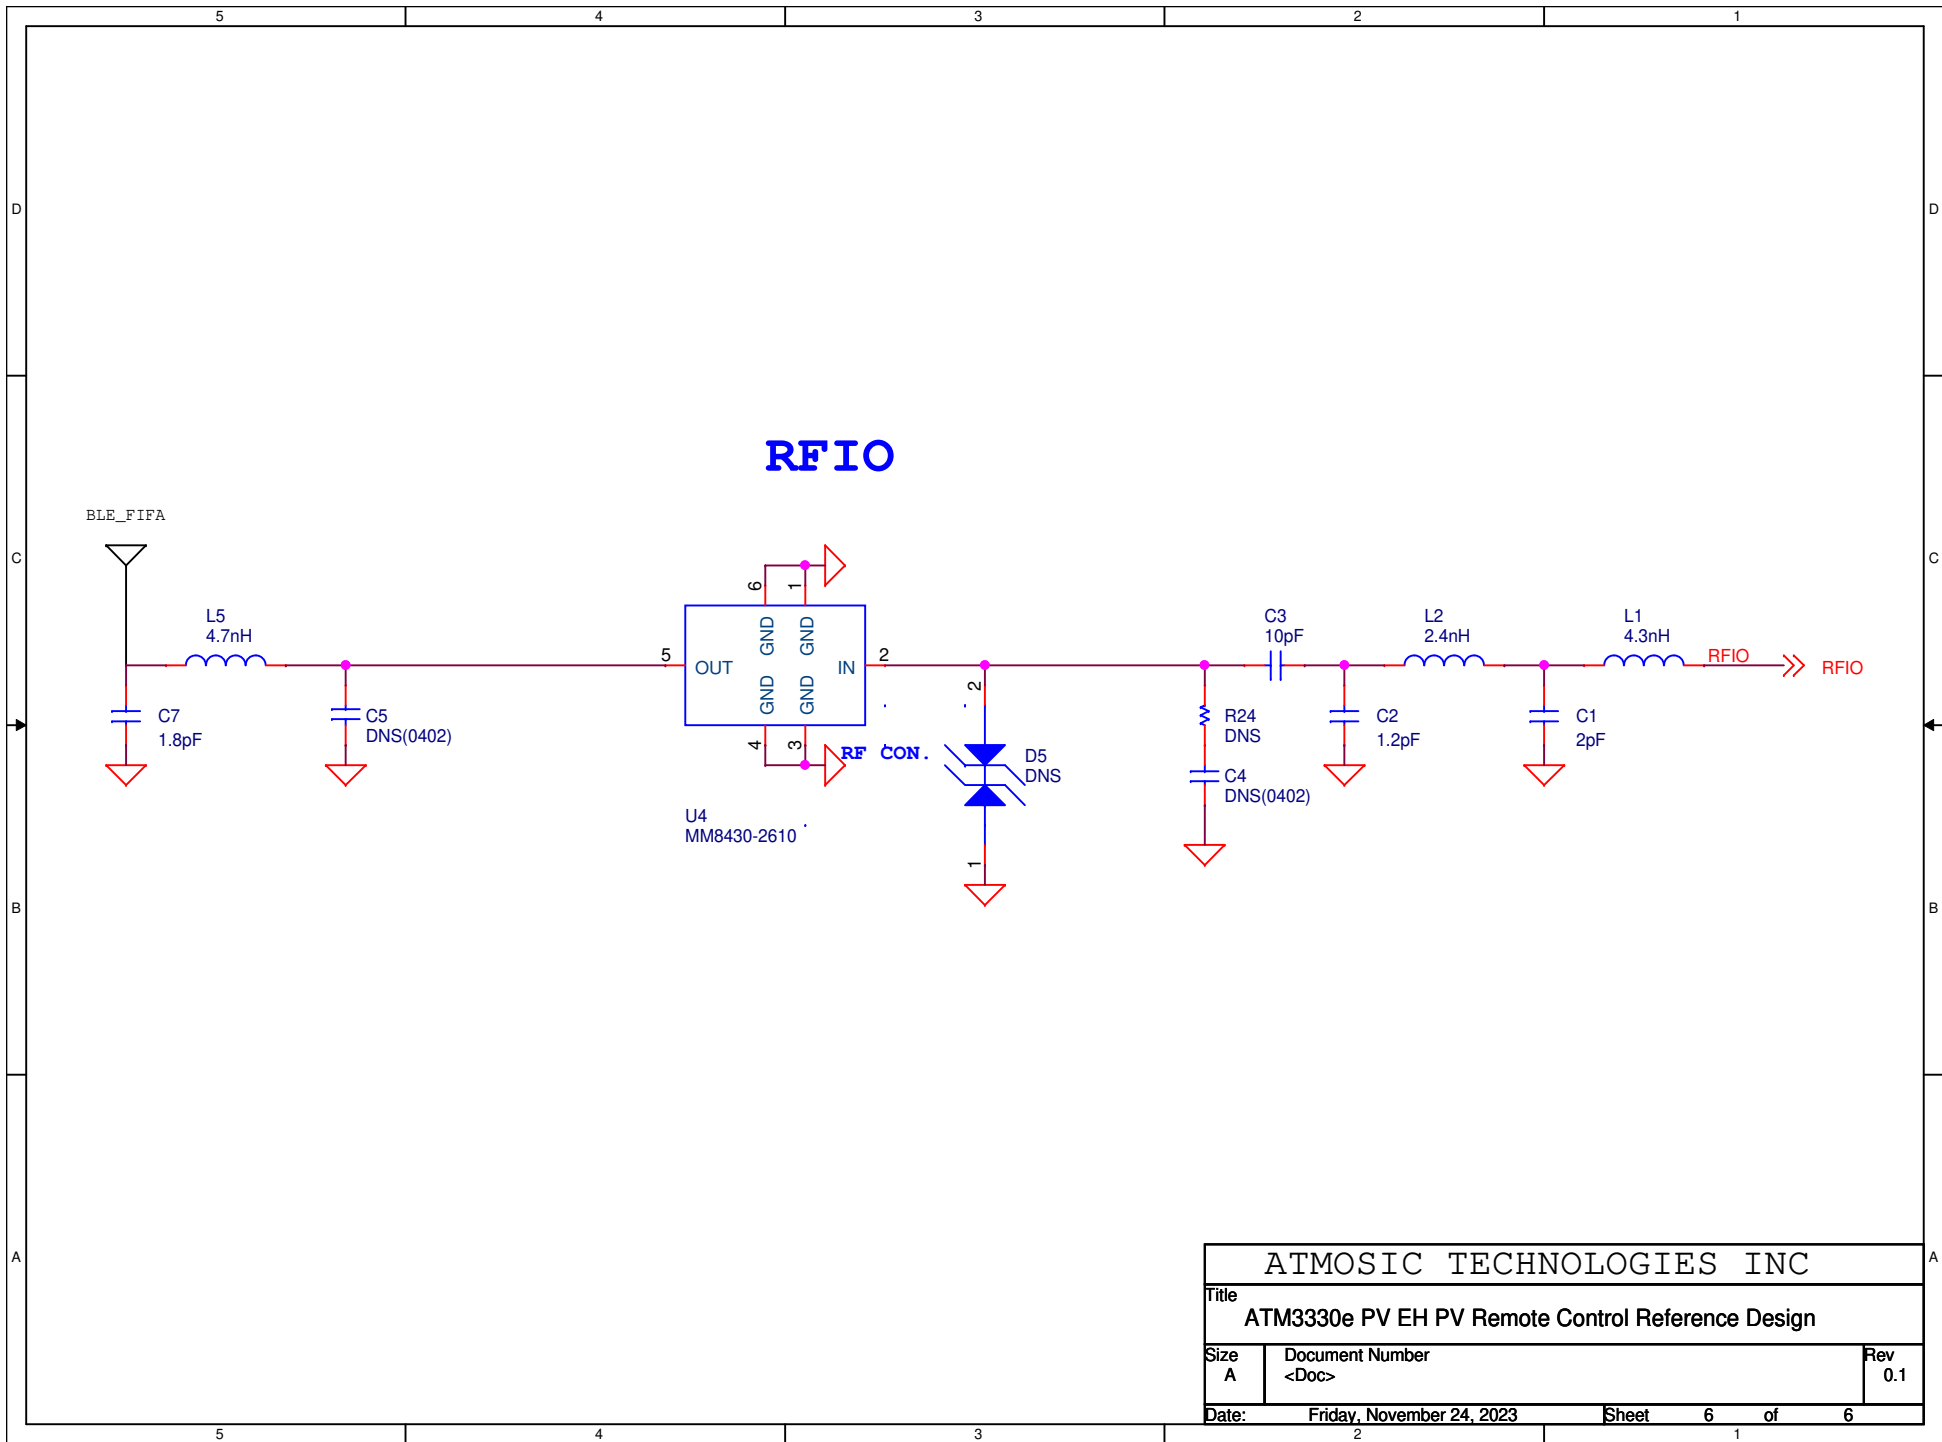 5 4 3 2 1
D D
RFIO
BLE_FIFA
C C
6 1
L5
4.7nH
C3
10pF
L2
2.4nH
L1
4.3nH
GND GND
5 OUT IN 2
RFIO RFIO
GND GND
2
C7
1.8pF
C5
DNS(0402)
4 3
RF CON.
D5
DNS
R24
DNS
C2
1.2pF
C1
2pF
C4
DNS(0402)
U4
MM8430-2610
1
B B
A A
ATMOSIC TECHNOLOGIES INC
Title
ATM3330e PV EH PV Remote Control Reference Design
Size Document Number Rev
A <Doc> 0.1
Date: Friday, November 24, 2023 Sheet 6 of 6
5 4 3 2 1